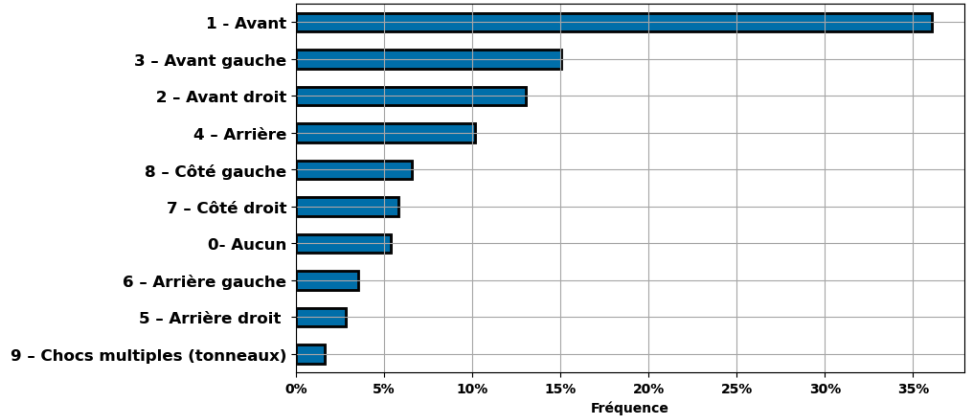 1 - Avant
3 – Avant gauche
2 – Avant droit
4 – Arrière
8 – Côté gauche
7 – Côté droit
0- Aucun
6 – Arrière gauche
5 – Arrière droit
9 – Chocs multiples (tonneaux)
0% 5% 10% 15% 20% 25% 30% 35%
Fréquence